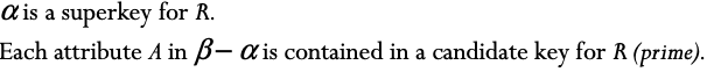 α is a superkey for R.
Each attribute A in β– α is contained in a candidate key for R (prime).